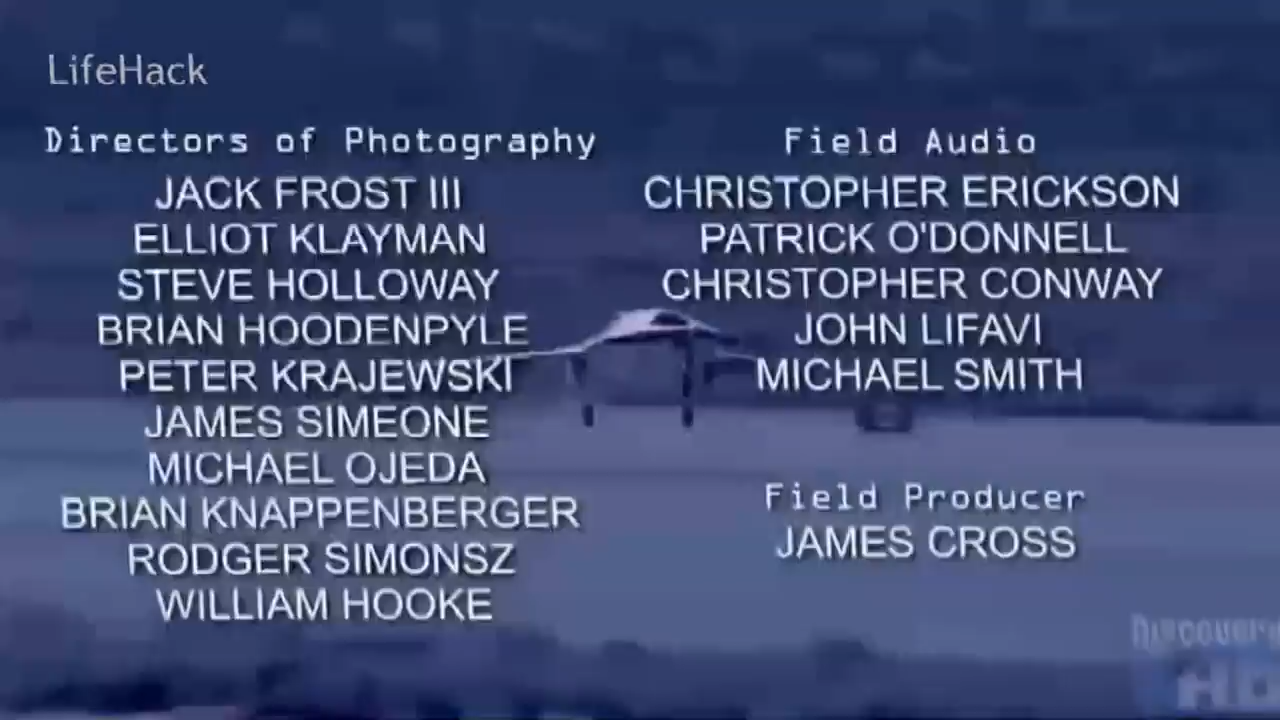 LifeHack
Directors of Photography
JACK FROST III
ELLIOT KLAYMAN
STEVE HOLLOWAY
BRIAN HOODENPYLE
PETER KRAJEWSKI
JAMES SIMEONE
MICHAEL OJEDA
BRIAN KNAPPENBERGER
RODGER SIMONSZ
WILLIAM HOOKE
Field Audio
CHRISTOPHER ERICKSON
PATRICK O'DONNELL
CHRISTOPHER CONWAY
JOHN LIFAVI
MICHAEL SMITH
Field Producer
JAMES CROSS
Discovery
HD